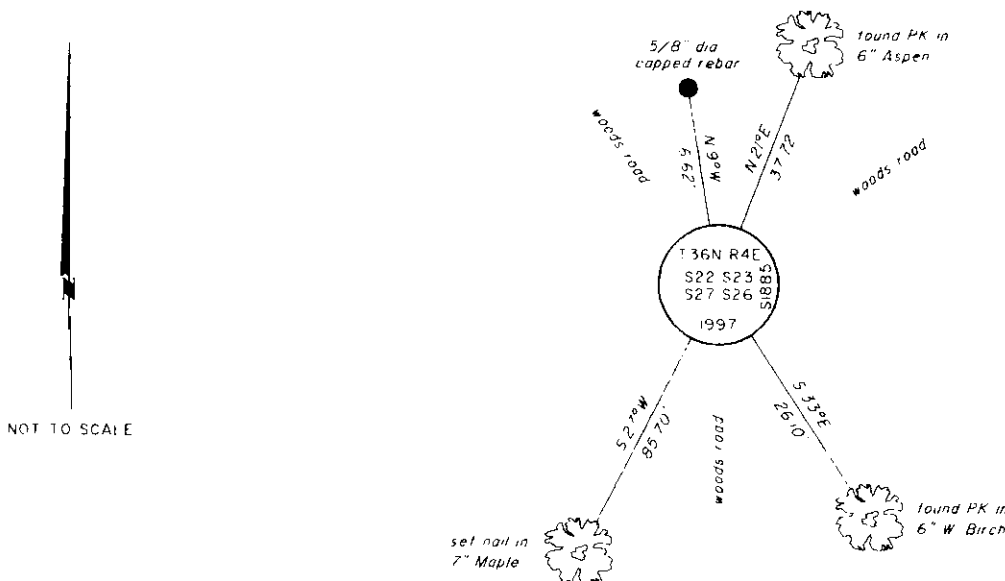 5/8" dia
capped rebar
found PK in
6" Aspen
woods road
N 9°W
6.62'
N 21°E
37.72
woods road
T36N R4E
S22 S23
S27 S26
S1885
1997
NOT TO SCALE
S 27°W
85.70'
woods road
S 33°E
26.10'
set nail in
7" Maple
found PK in
6" W. Birch